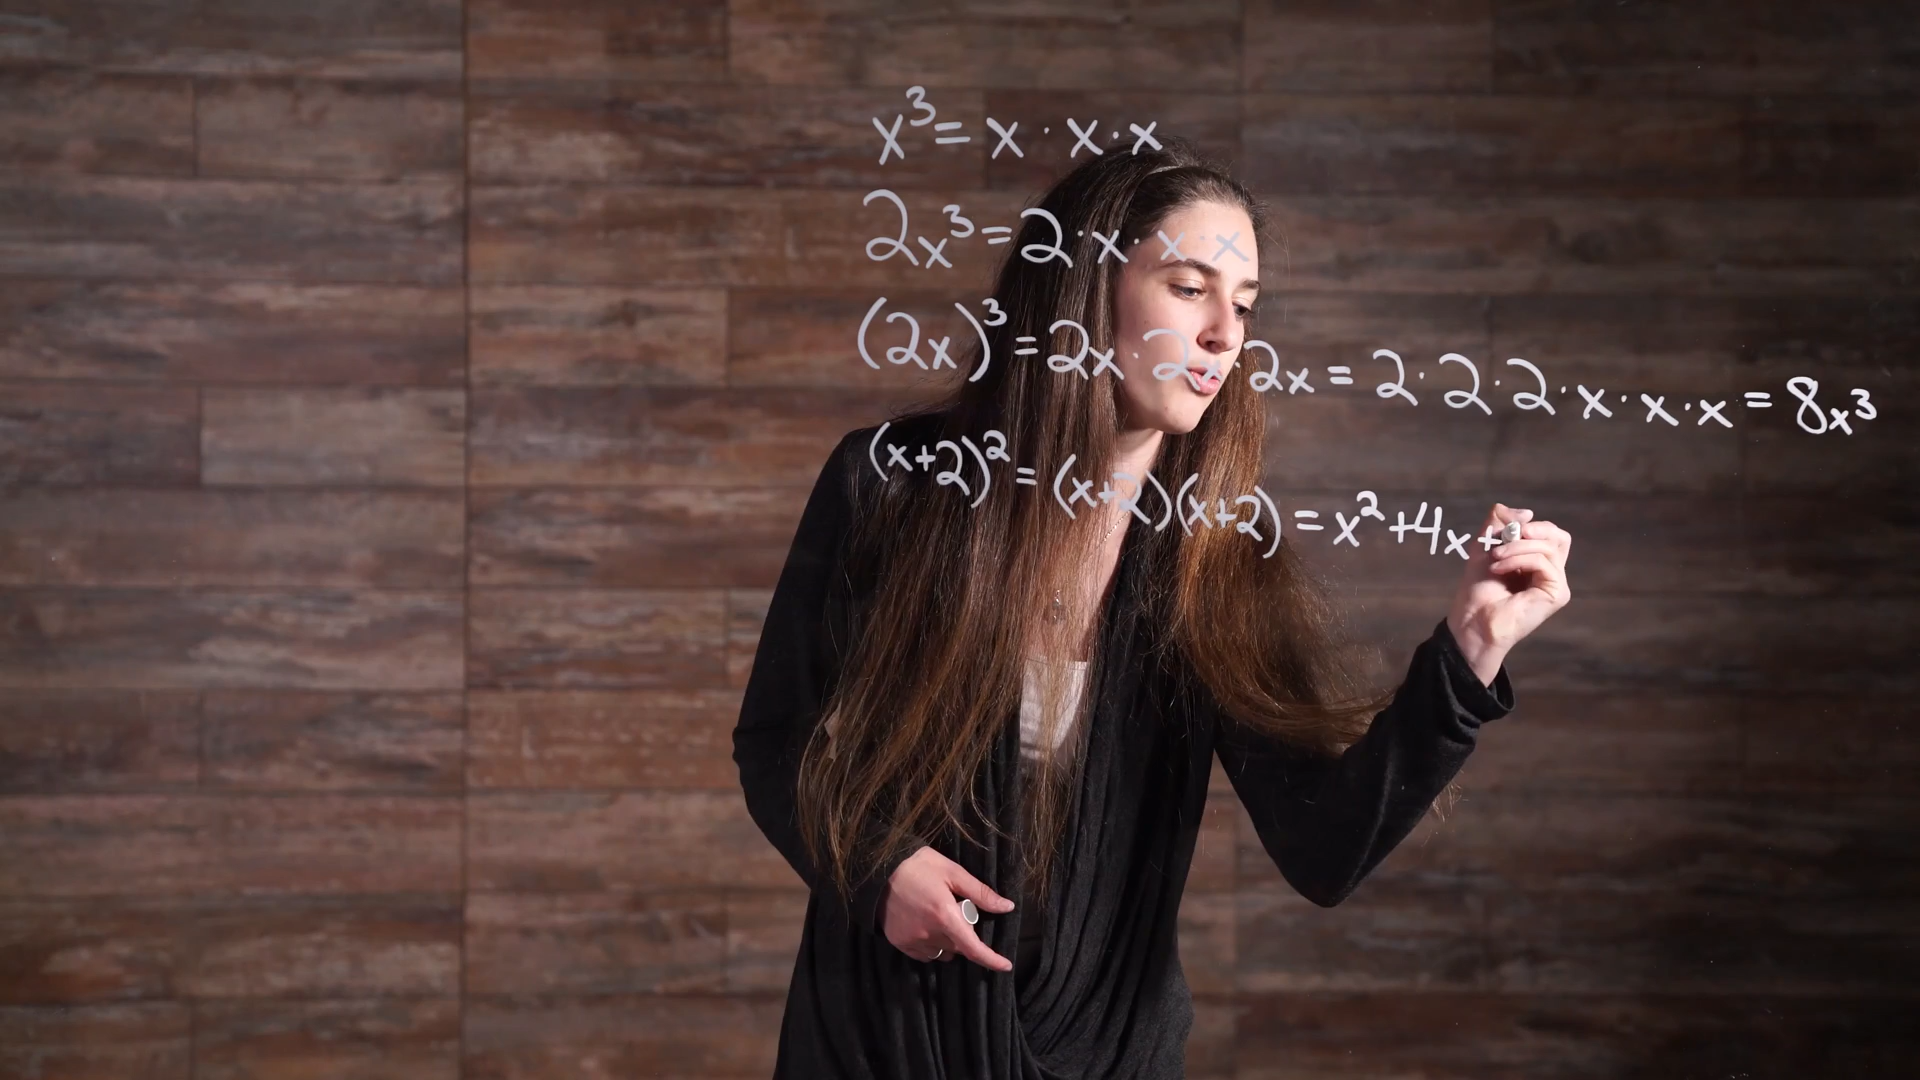 x³ = x · x · x
2x³ = 2 · x · x · x
(2x)³ = 2x · 2x · 2x = 2 · 2 · 2 · x · x · x = 8x³
(x+2)² = (x+2)(x+2) = x² + 4x +